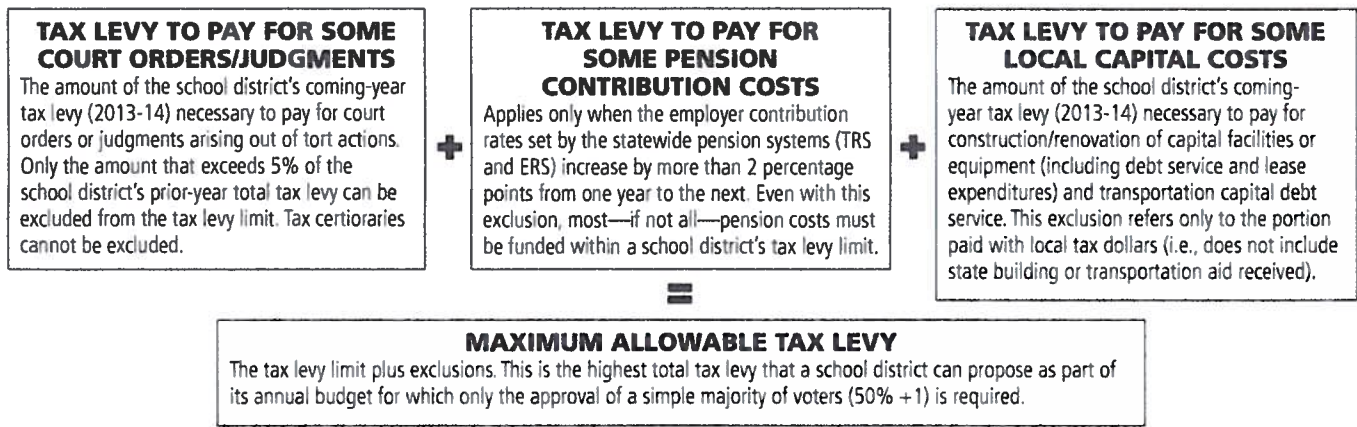 TAX LEVY TO PAY FOR SOME
COURT ORDERS/JUDGMENTS
The amount of the school district's coming-year
tax levy (2013-14) necessary to pay for court
orders or judgments arising out of tort actions.
Only the amount that exceeds 5% of the
school district's prior-year total tax levy can be
excluded from the tax levy limit. Tax certioraries
cannot be excluded.
+
TAX LEVY TO PAY FOR
SOME PENSION
CONTRIBUTION COSTS
Applies only when the employer contribution
rates set by the statewide pension systems (TRS
and ERS) increase by more than 2 percentage
points from one year to the next. Even with this
exclusion, most—if not all—pension costs must
be funded within a school district's tax levy limit.
+
TAX LEVY TO PAY FOR SOME
LOCAL CAPITAL COSTS
The amount of the school district's coming-
year tax levy (2013-14) necessary to pay for
construction/renovation of capital facilities or
equipment (including debt service and lease
expenditures) and transportation capital debt
service. This exclusion refers only to the portion
paid with local tax dollars (i.e., does not include
state building or transportation aid received).
=
MAXIMUM ALLOWABLE TAX LEVY
The tax levy limit plus exclusions. This is the highest total tax levy that a school district can propose as part of
its annual budget for which only the approval of a simple majority of voters (50% +1) is required.